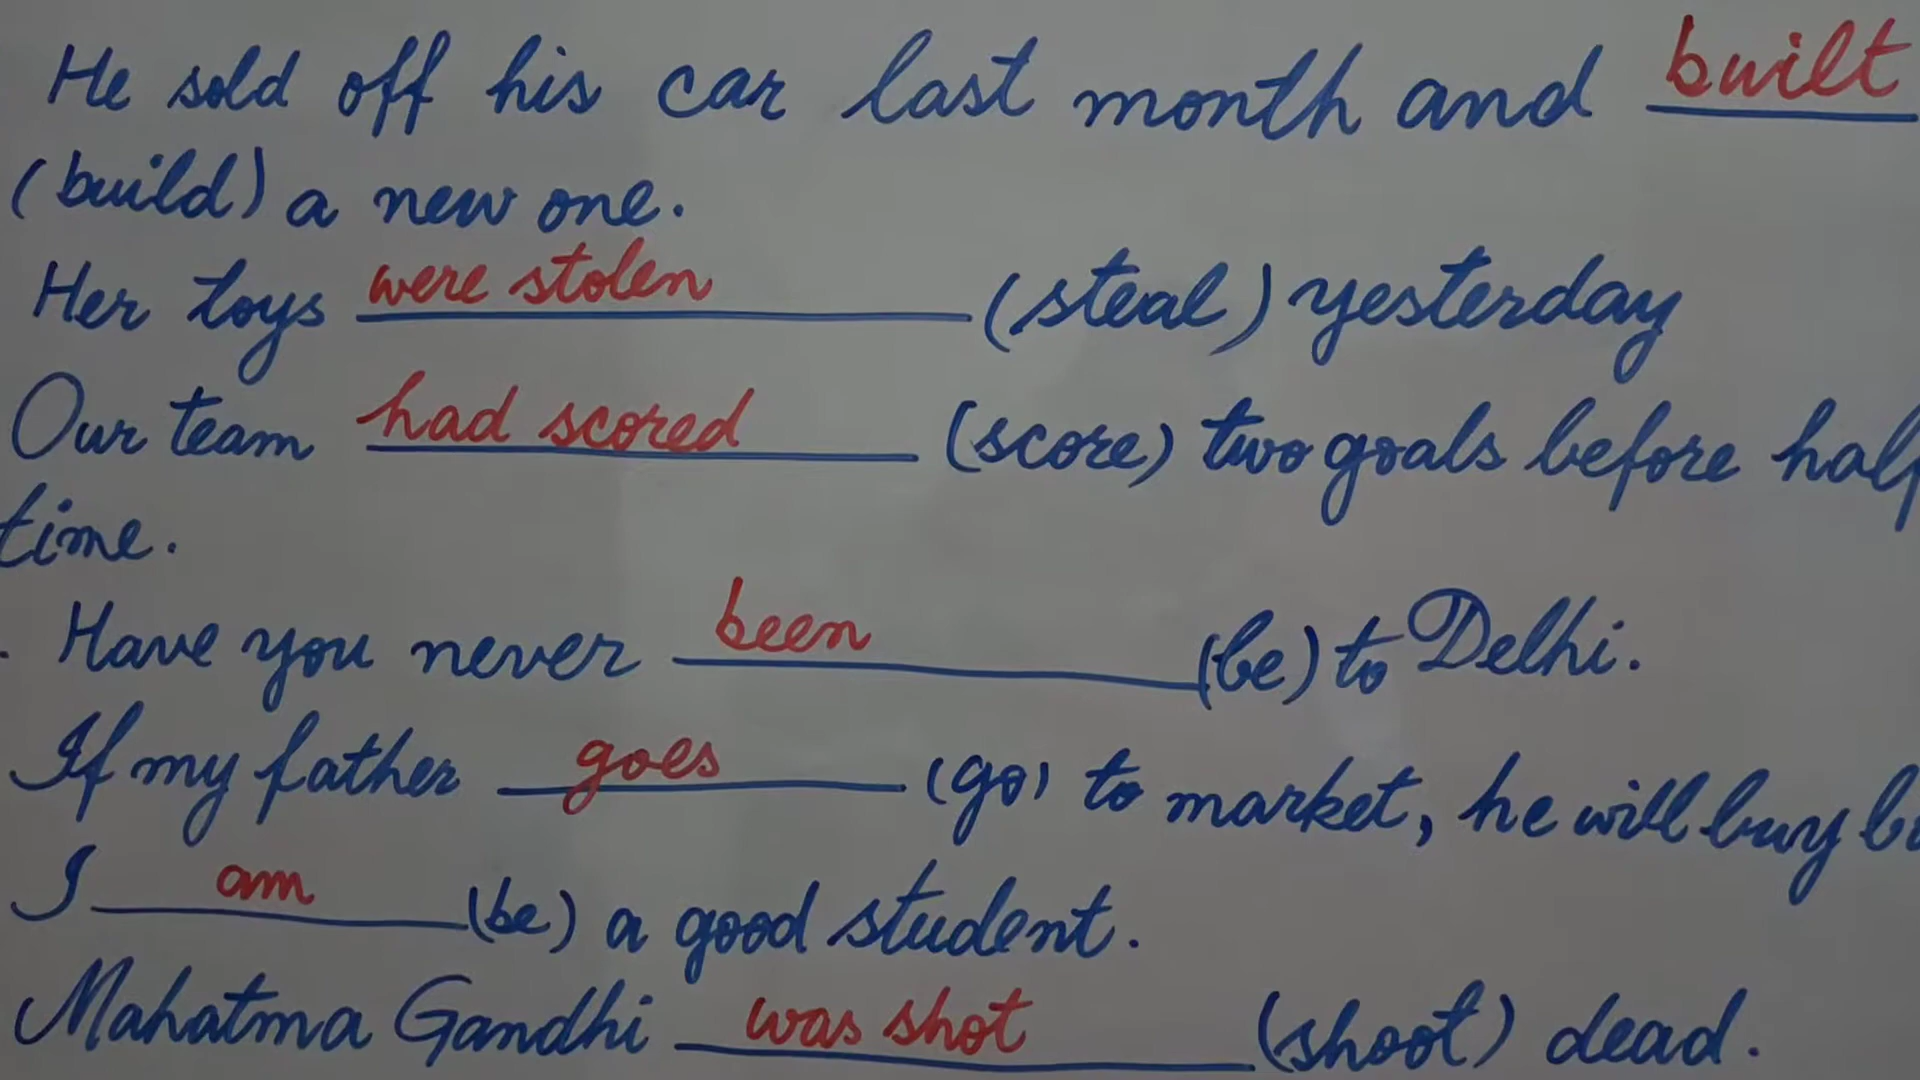 He sold off his car last month and built
(build) a new one.
Her toys were stolen (steal) yesterday
Our team had scored (score) two goals before half
time.
. Have you never been (be) to Delhi.
If my father goes (go) to market, he will buy
I am (be) a good student.
Mahatma Gandhi was shot (shoot) dead.